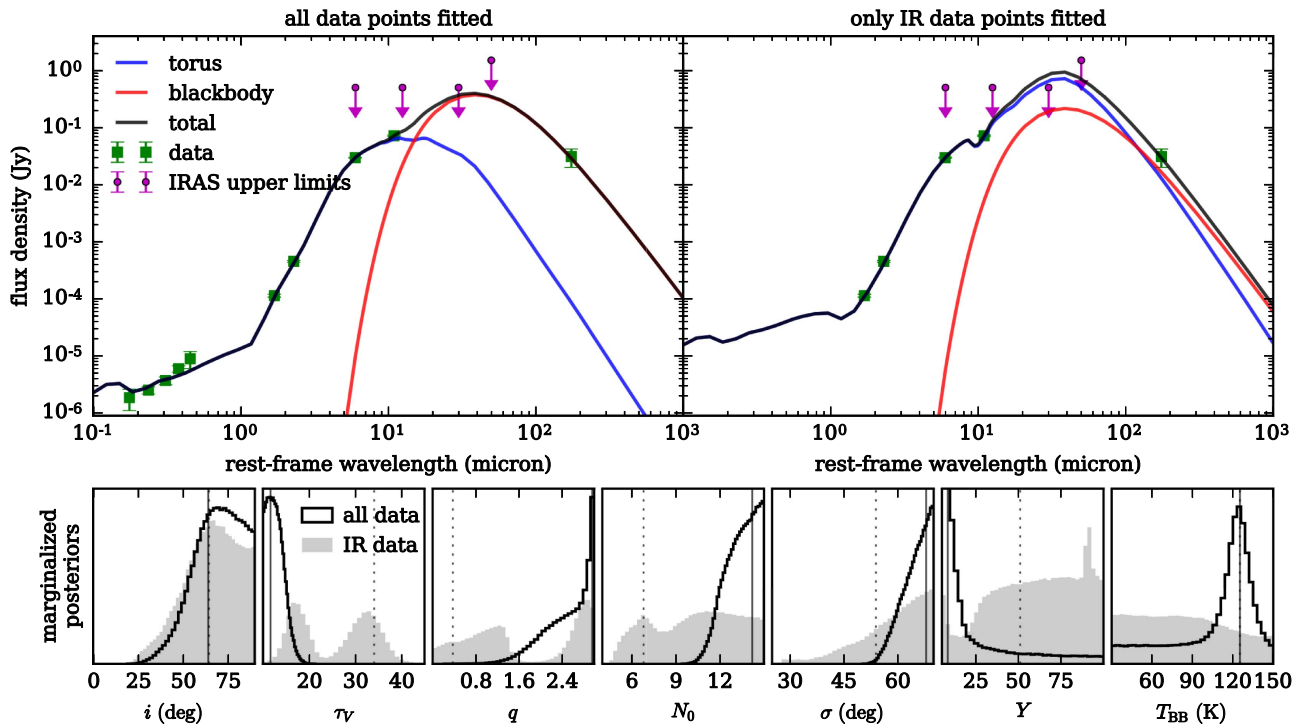 all data points fitted
only IR data points fitted
flux density (Jy)
10⁰
10⁻¹
10⁻²
10⁻³
10⁻⁴
10⁻⁵
10⁻⁶
torus
blackbody
total
data
IRAS upper limits
10⁻¹ 10⁰ 10¹ 10² 10³ 10⁰ 10¹ 10² 10³
rest-frame wavelength (micron)
rest-frame wavelength (micron)
marginalized
posteriors
all data
IR data
0 25 50 75
i (deg)
20 30 40
τ_V
0.8 1.6 2.4
q
6 9 12
N₀
30 45 60
σ (deg)
25 50 75
Y
60 90 120 150
T_BB (K)